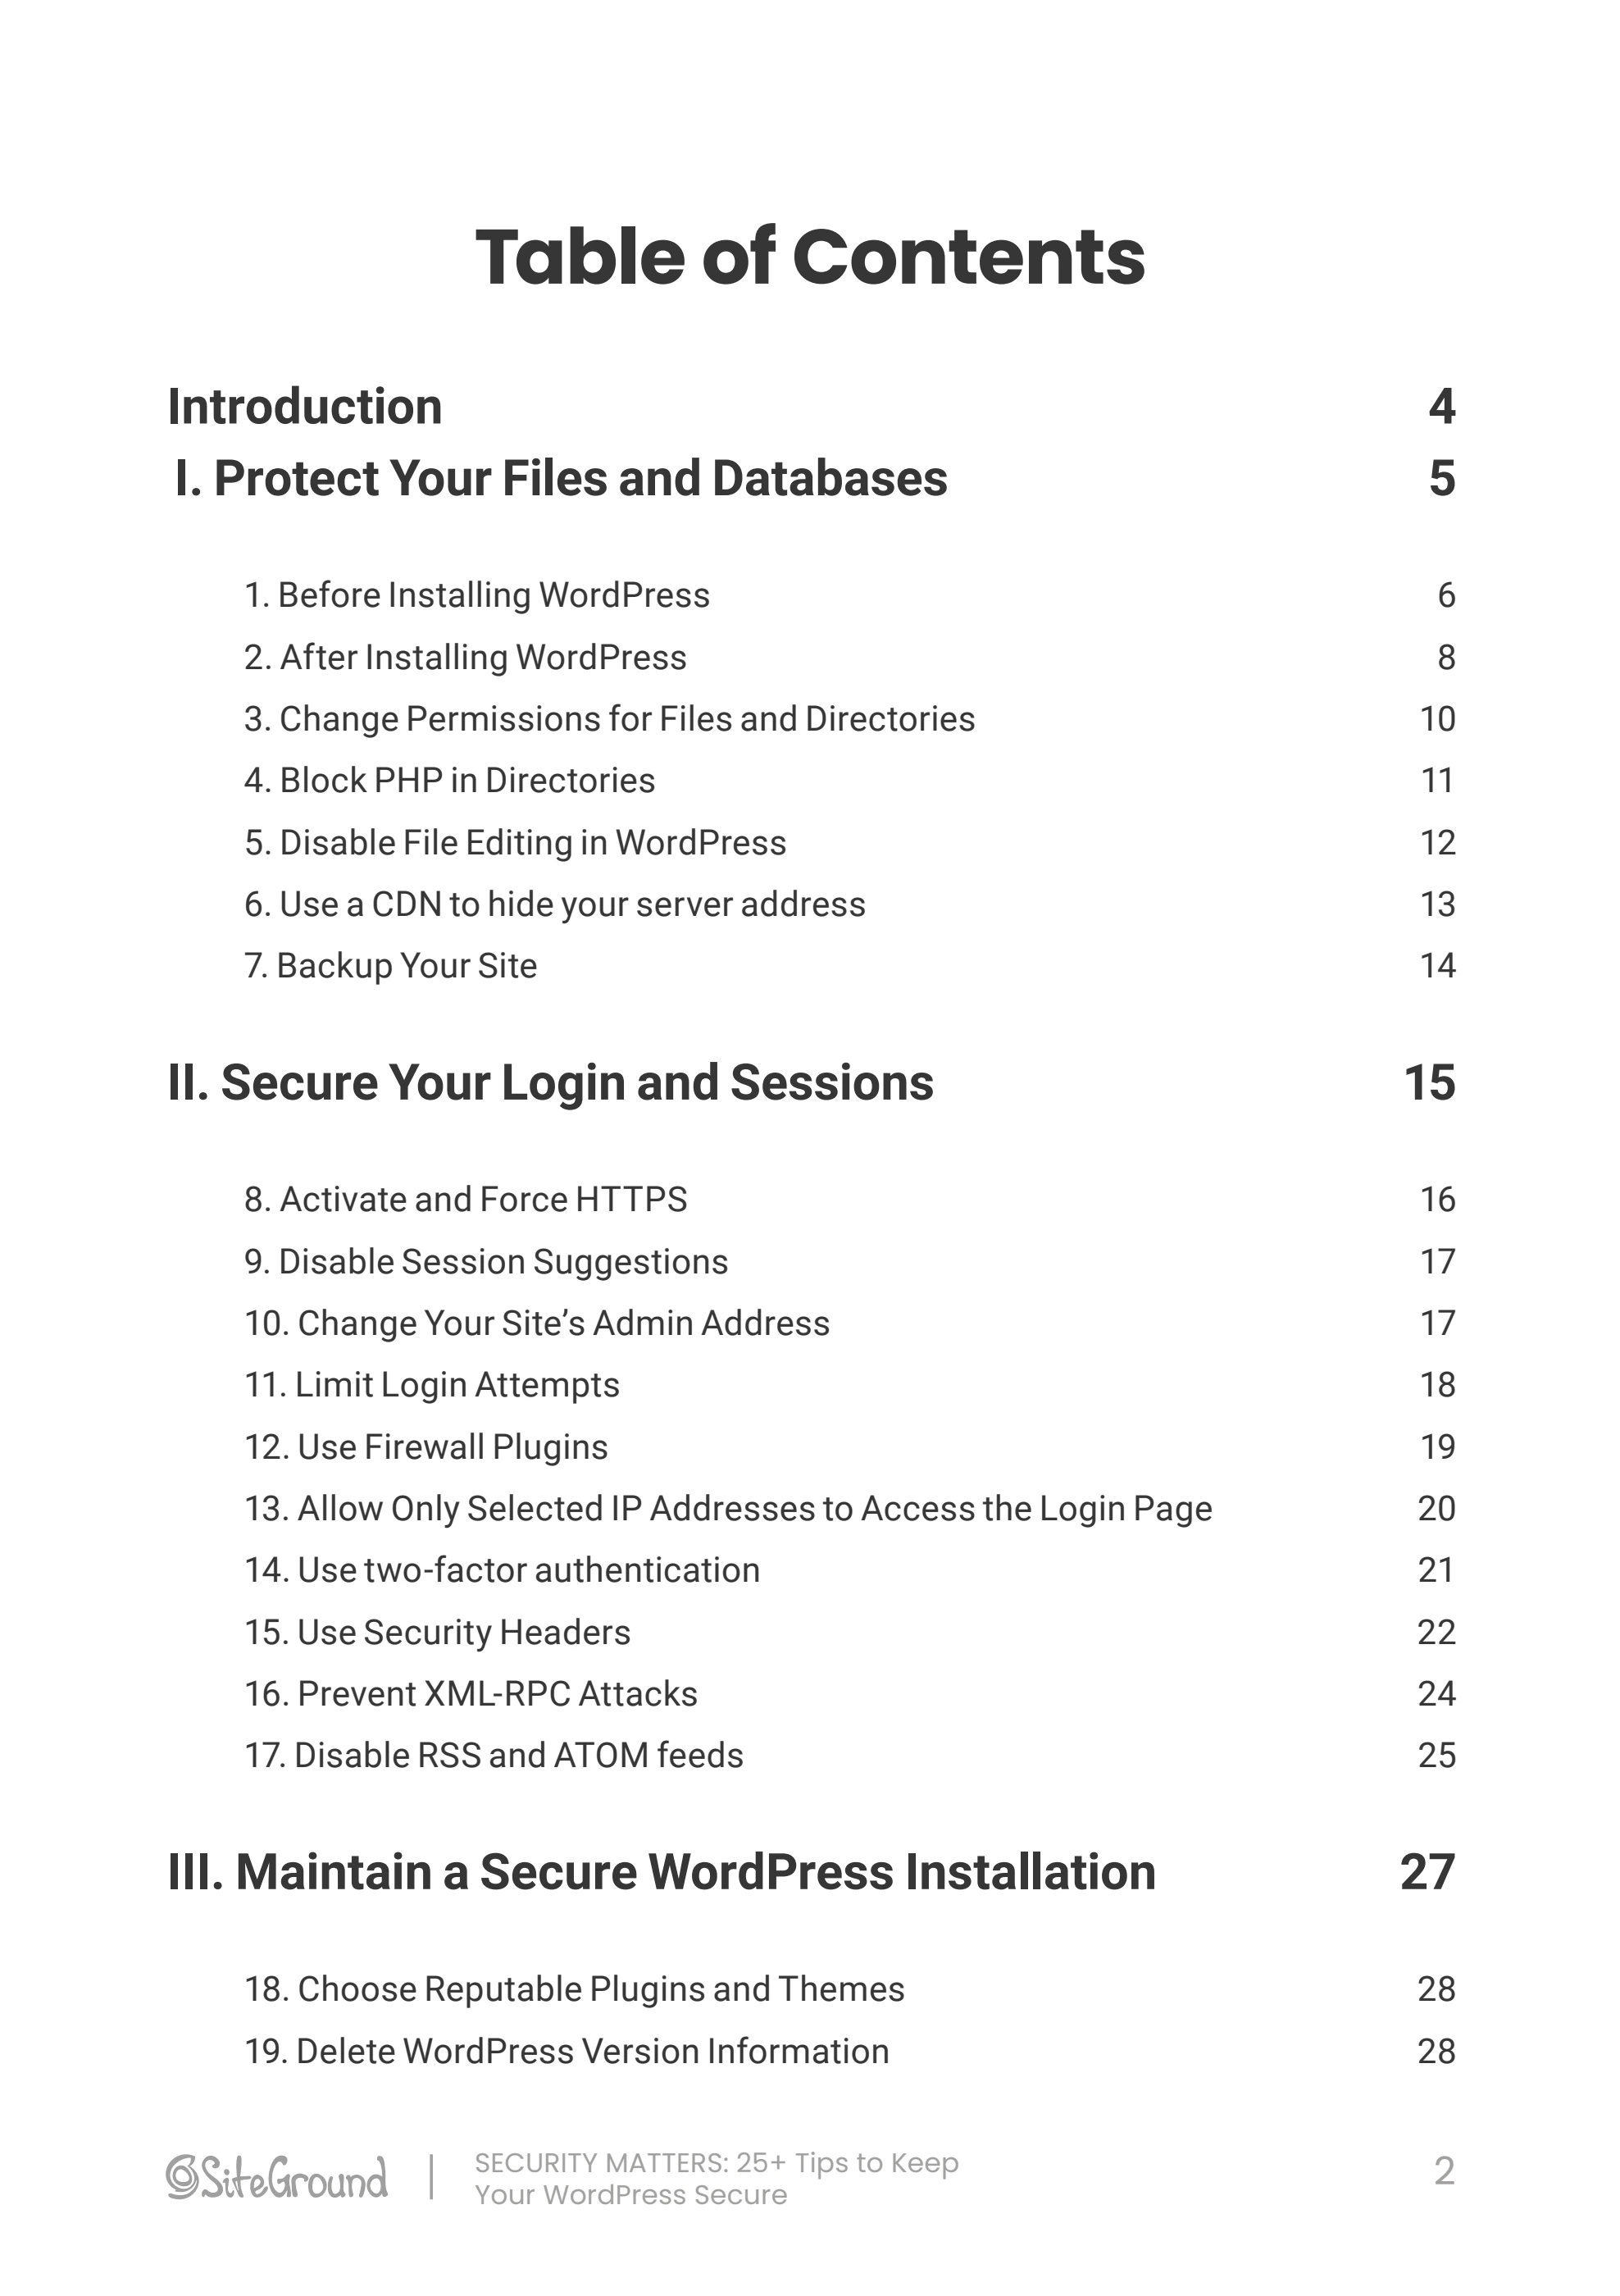 Table of Contents
Introduction 4
I. Protect Your Files and Databases 5
1. Before Installing WordPress 6
2. After Installing WordPress 8
3. Change Permissions for Files and Directories 10
4. Block PHP in Directories 11
5. Disable File Editing in WordPress 12
6. Use a CDN to hide your server address 13
7. Backup Your Site 14
II. Secure Your Login and Sessions 15
8. Activate and Force HTTPS 16
9. Disable Session Suggestions 17
10. Change Your Site’s Admin Address 17
11. Limit Login Attempts 18
12. Use Firewall Plugins 19
13. Allow Only Selected IP Addresses to Access the Login Page 20
14. Use two-factor authentication 21
15. Use Security Headers 22
16. Prevent XML-RPC Attacks 24
17. Disable RSS and ATOM feeds 25
III. Maintain a Secure WordPress Installation 27
18. Choose Reputable Plugins and Themes 28
19. Delete WordPress Version Information 28
SiteGround
SECURITY MATTERS: 25+ Tips to Keep
Your WordPress Secure
2